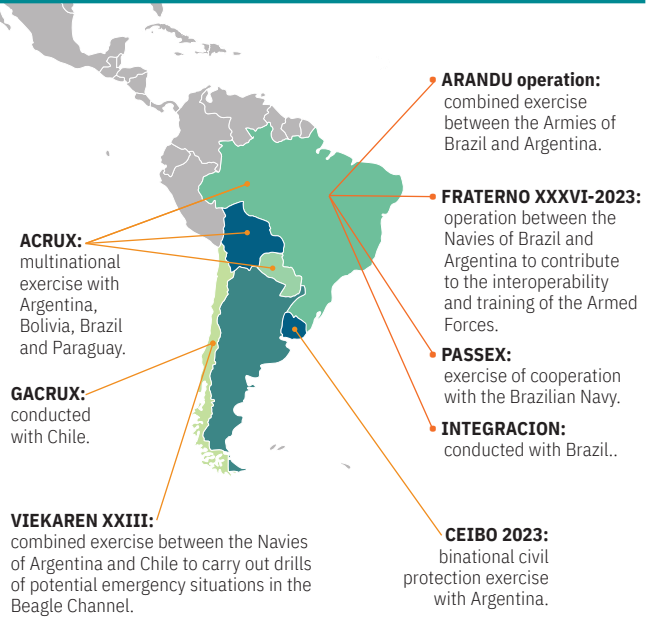 ARANDU operation:
combined exercise
between the Armies of
Brazil and Argentina.
FRATERNO XXXVI-2023:
operation between the
Navies of Brazil and
Argentina to contribute
to the interoperability
and training of the Armed
Forces.
PASSEX:
exercise of cooperation
with the Brazilian Navy.
INTEGRACION:
conducted with Brazil..
ACRUX:
multinational
exercise with
Argentina,
Bolivia, Brazil
and Paraguay.
GACRUX:
conducted
with Chile.
VIEKAREN XXIII:
combined exercise between the Navies
of Argentina and Chile to carry out drills
of potential emergency situations in the
Beagle Channel.
CEIBO 2023:
binational civil
protection exercise
with Argentina.